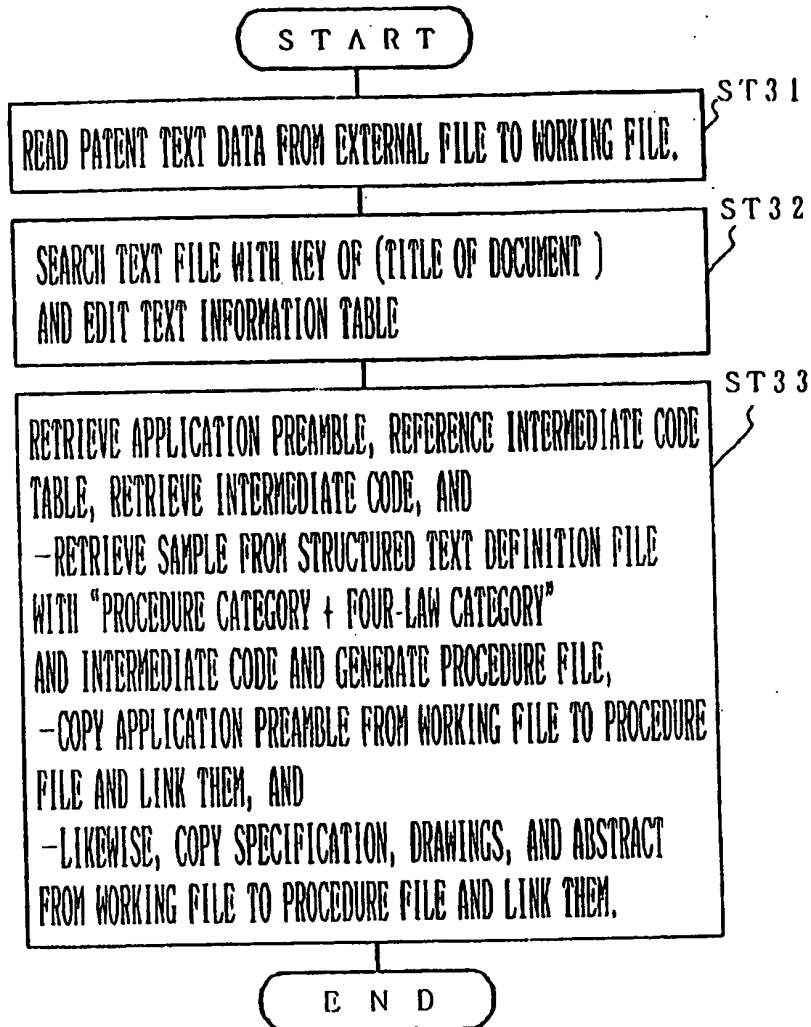 START
ST31
READ PATENT TEXT DATA FROM EXTERNAL FILE TO WORKING FILE.
ST32
SEARCH TEXT FILE WITH KEY OF (TITLE OF DOCUMENT )
AND EDIT TEXT INFORMATION TABLE
ST33
RETRIEVE APPLICATION PREAMBLE, REFERENCE INTERMEDIATE CODE
TABLE, RETRIEVE INTERMEDIATE CODE, AND
-RETRIEVE SAMPLE FROM STRUCTURED TEXT DEFINITION FILE
WITH "PROCEDURE CATEGORY + FOUR-LAW CATEGORY"
AND INTERMEDIATE CODE AND GENERATE PROCEDURE FILE,
-COPY APPLICATION PREAMBLE FROM WORKING FILE TO PROCEDURE
FILE AND LINK THEM, AND
-LIKEWISE, COPY SPECIFICATION, DRAWINGS, AND ABSTRACT
FROM WORKING FILE TO PROCEDURE FILE AND LINK THEM.
END